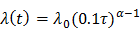 λ(t) = λ₀(0.1τ)^{α−1}